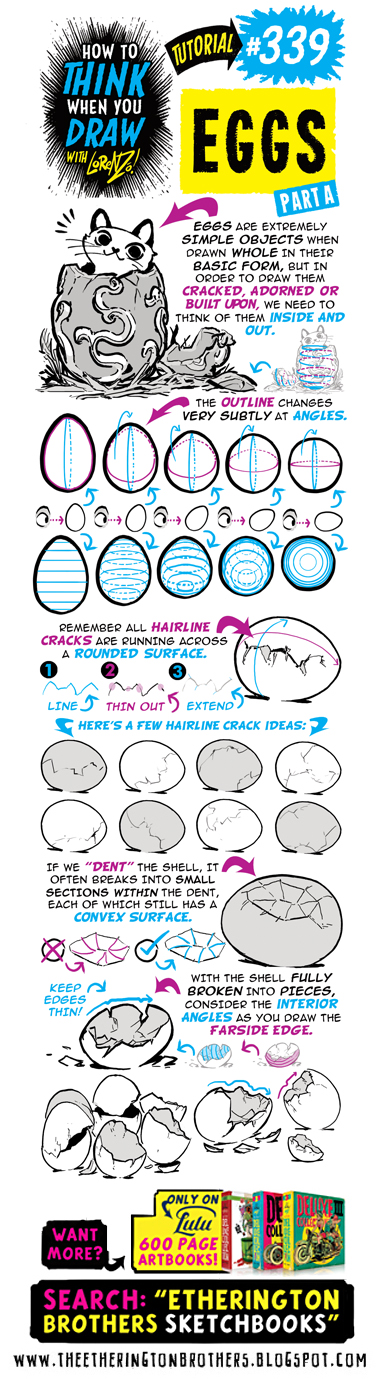 HOW TO
THINK
WHEN YOU
DRAW
WITH LORENZO!
TUTORIAL
#339
EGGS
PART A
EGGS ARE EXTREMELY
SIMPLE OBJECTS WHEN
DRAWN WHOLE IN THEIR
BASIC FORM, BUT IN
ORDER TO DRAW THEM
CRACKED, ADORNED OR
BUILT UPON, WE NEED TO
THINK OF THEM INSIDE AND
OUT.
THE OUTLINE CHANGES
VERY SUBTLY AT ANGLES.
REMEMBER ALL HAIRLINE
CRACKS ARE RUNNING ACROSS
A ROUNDED SURFACE.
1 2 3
LINE THIN OUT EXTEND
HERE'S A FEW HAIRLINE CRACK IDEAS:
IF WE "DENT" THE SHELL, IT
OFTEN BREAKS INTO SMALL
SECTIONS WITHIN THE DENT,
EACH OF WHICH STILL HAS A
CONVEX SURFACE.
KEEP
EDGES
THIN!
WITH THE SHELL FULLY
BROKEN INTO PIECES,
CONSIDER THE INTERIOR
ANGLES AS YOU DRAW THE
FARSIDE EDGE.
WANT
MORE?
ONLY ON
Lulu
600 PAGE
ARTBOOKS!
DELUXE
COLL
III
SEARCH: "ETHERINGTON
BROTHERS SKETCHBOOKS"
WWW.THEETHERINGTONBROTHERS.BLOGSPOT.COM